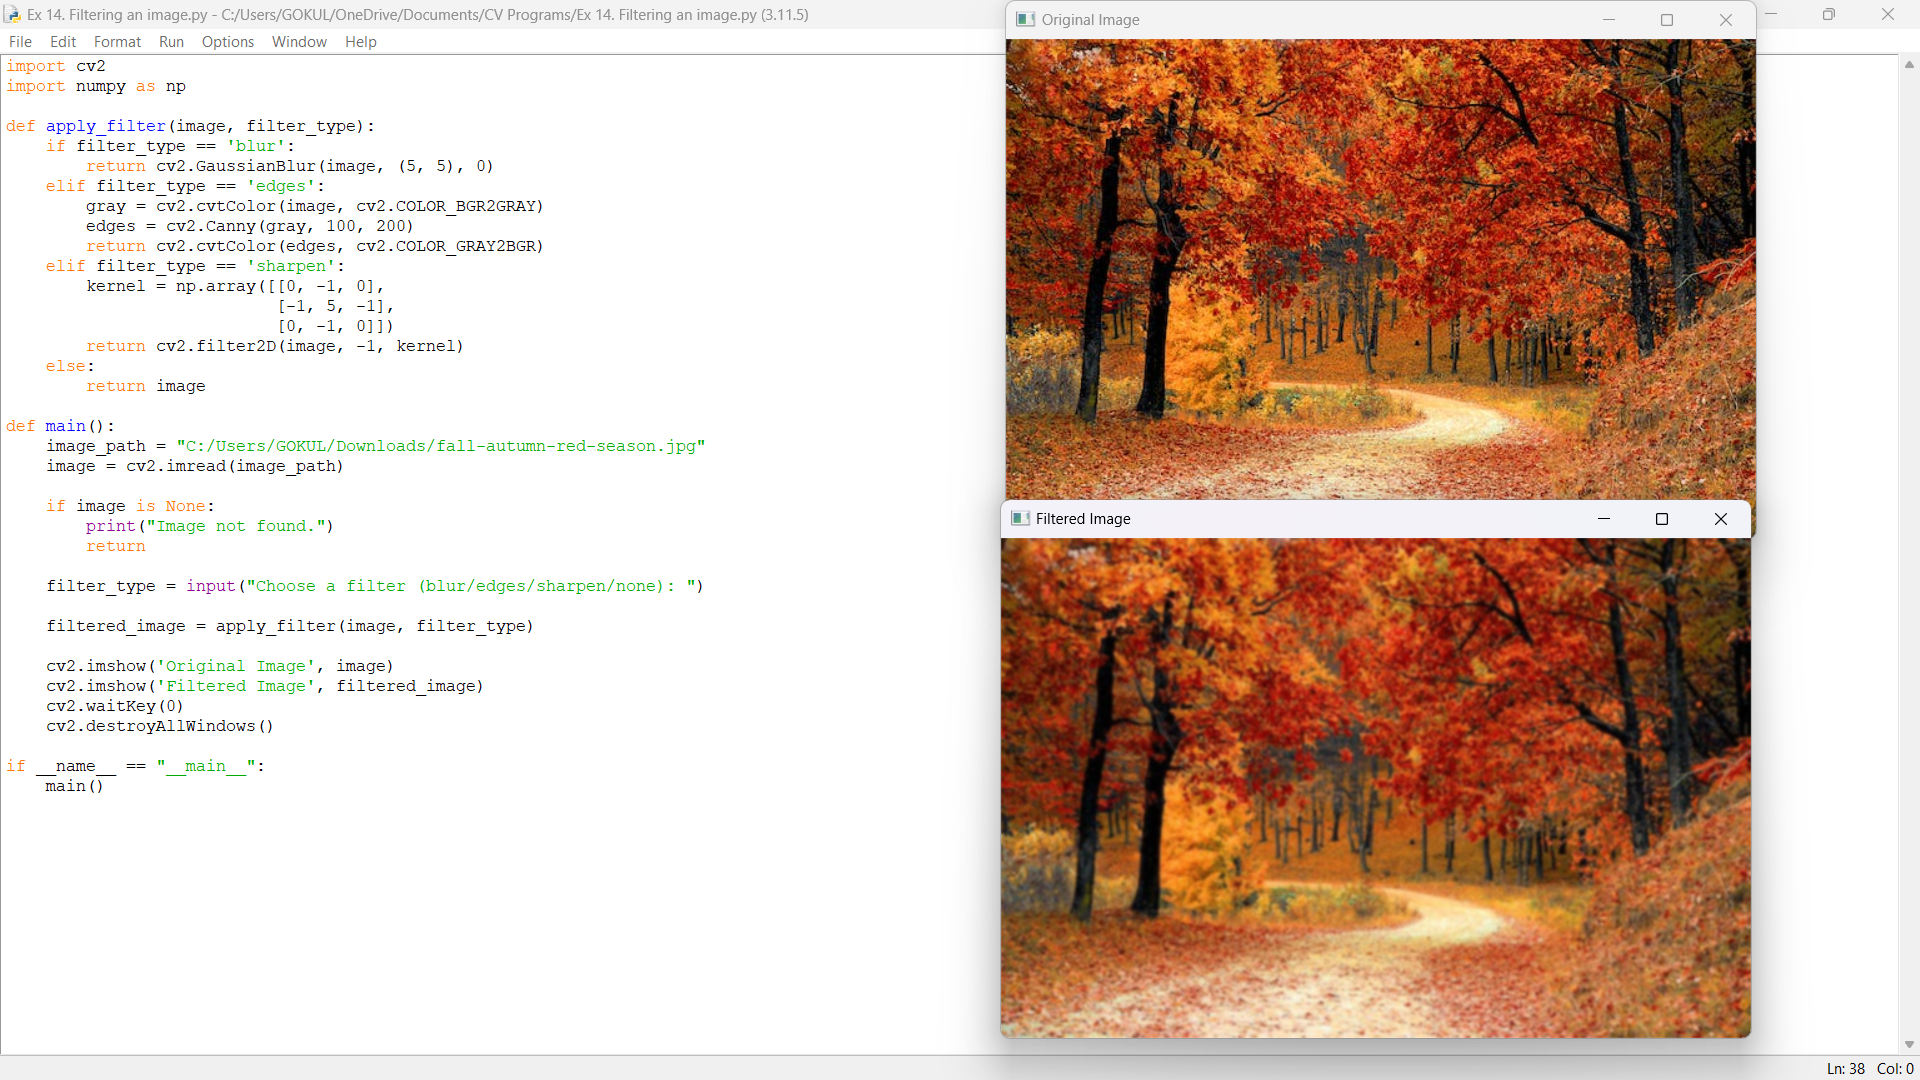 Ex 14. Filtering an image.py - C:/Users/GOKUL/OneDrive/Documents/CV Programs/Ex 14. Filtering an image.py (3.11.5)
File Edit Format Run Options Window Help
import cv2
import numpy as np

def apply_filter(image, filter_type):
    if filter_type == 'blur':
        return cv2.GaussianBlur(image, (5, 5), 0)
    elif filter_type == 'edges':
        gray = cv2.cvtColor(image, cv2.COLOR_BGR2GRAY)
        edges = cv2.Canny(gray, 100, 200)
        return cv2.cvtColor(edges, cv2.COLOR_GRAY2BGR)
    elif filter_type == 'sharpen':
        kernel = np.array([[0, -1, 0],
                           [-1, 5, -1],
                           [0, -1, 0]])
        return cv2.filter2D(image, -1, kernel)
    else:
        return image

def main():
    image_path = "C:/Users/GOKUL/Downloads/fall-autumn-red-season.jpg"
    image = cv2.imread(image_path)

    if image is None:
        print("Image not found.")
        return

    filter_type = input("Choose a filter (blur/edges/sharpen/none): ")

    filtered_image = apply_filter(image, filter_type)

    cv2.imshow('Original Image', image)
    cv2.imshow('Filtered Image', filtered_image)
    cv2.waitKey(0)
    cv2.destroyAllWindows()

if __name__ == "__main__":
    main()
Original Image
Filtered Image
Ln: 38 Col: 0